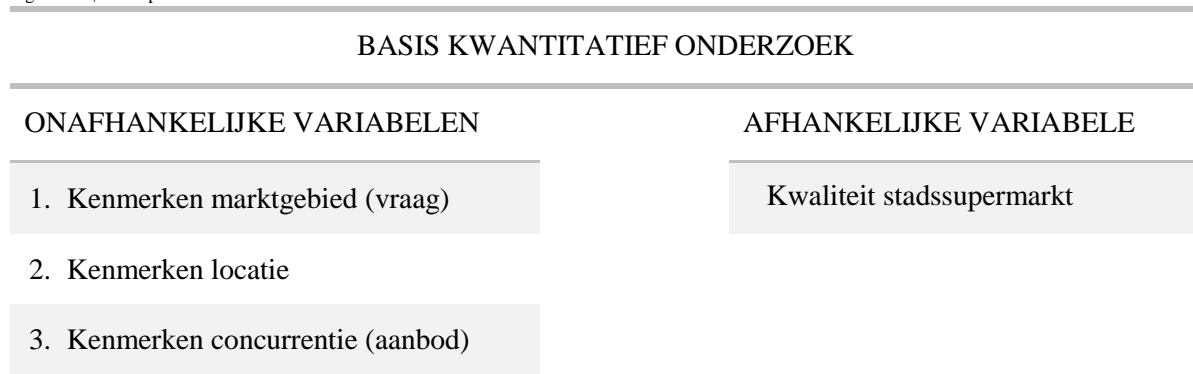 BASIS KWANTITATIEF ONDERZOEK
ONAFHANKELIJKE VARIABELEN
AFHANKELIJKE VARIABELE
1. Kenmerken marktgebied (vraag)
Kwaliteit stadssupermarkt
2. Kenmerken locatie
3. Kenmerken concurrentie (aanbod)